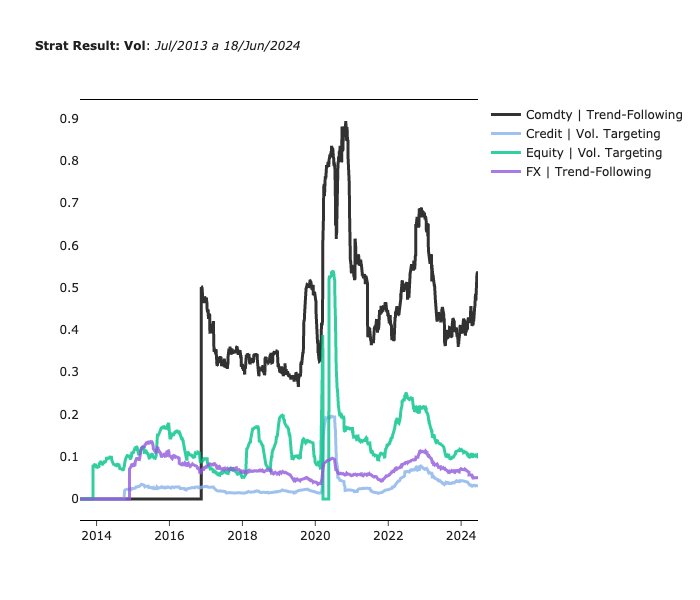 Strat Result: Vol: Jul/2013 a 18/Jun/2024
Comdty | Trend-Following
Credit | Vol. Targeting
Equity | Vol. Targeting
FX | Trend-Following
0.9
0.8
0.7
0.6
0.5
0.4
0.3
0.2
0.1
0
2014 2016 2018 2020 2022 2024